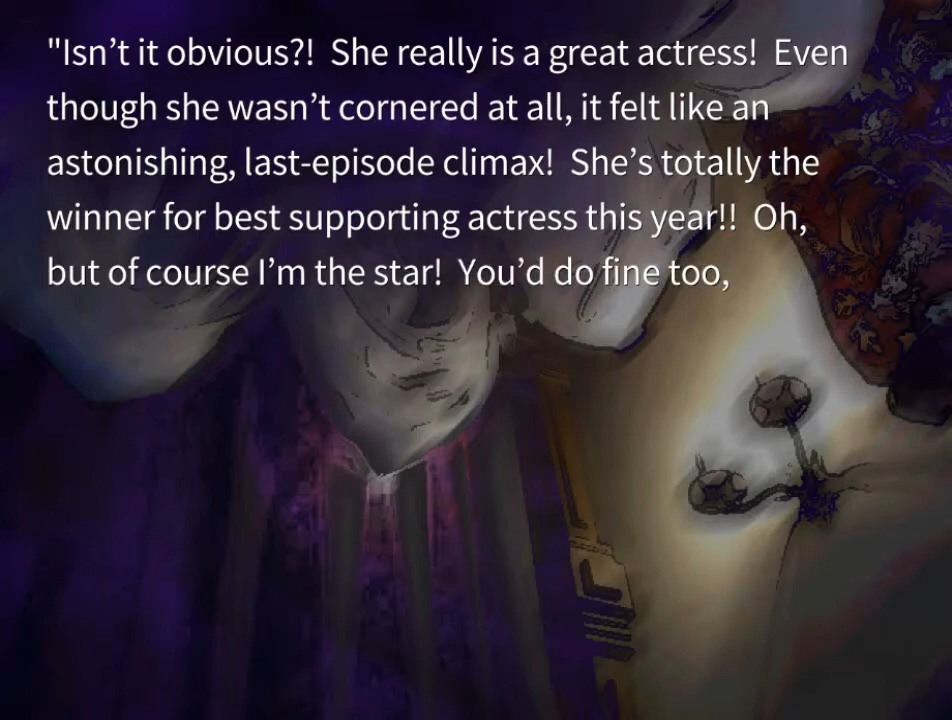 "Isn’t it obvious?!  She really is a great actress!  Even
though she wasn’t cornered at all, it felt like an
astonishing, last-episode climax!  She’s totally the
winner for best supporting actress this year!!  Oh,
but of course I’m the star!  You’d do fine too,